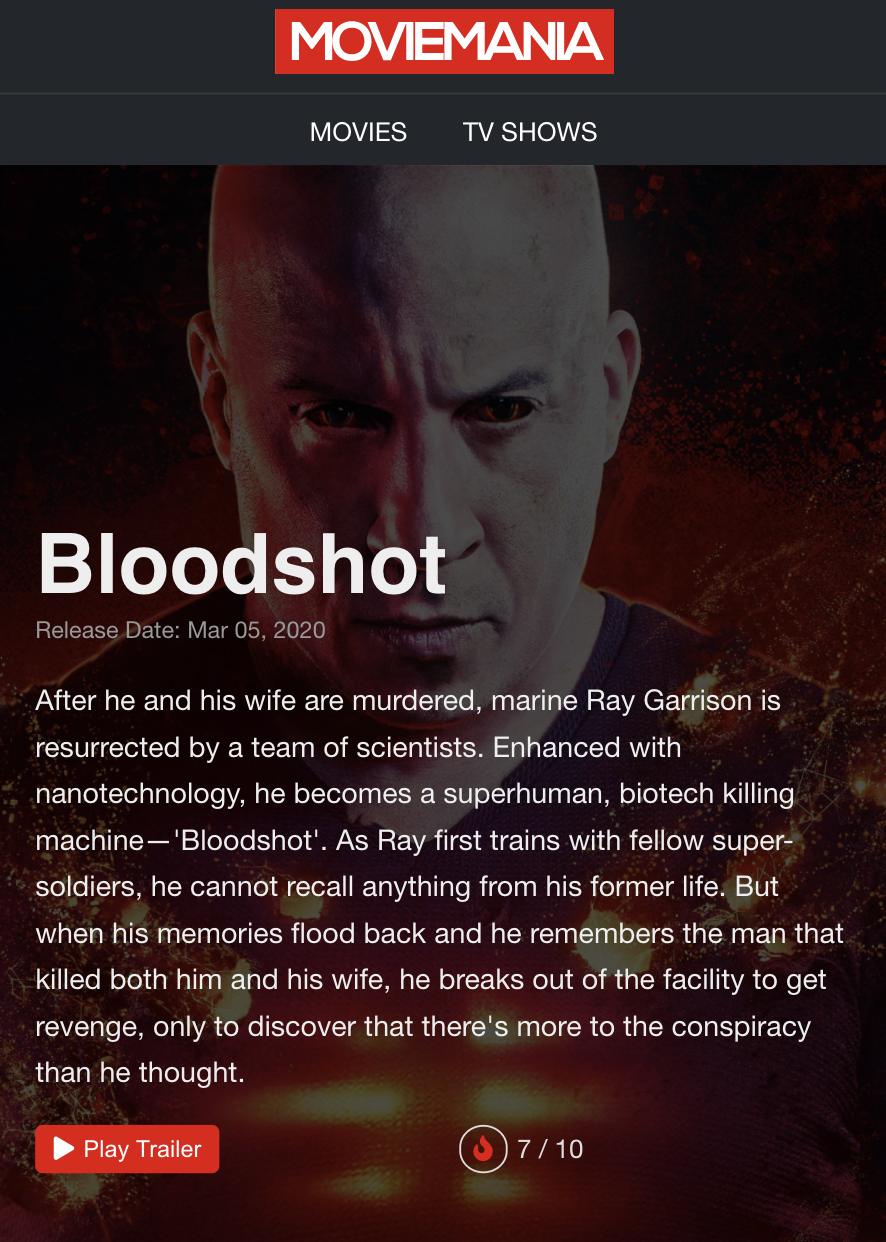 MOVIEMANIA
MOVIES TV SHOWS
Bloodshot
Release Date: Mar 05, 2020
After he and his wife are murdered, marine Ray Garrison is
resurrected by a team of scientists. Enhanced with
nanotechnology, he becomes a superhuman, biotech killing
machine—'Bloodshot'. As Ray first trains with fellow super-
soldiers, he cannot recall anything from his former life. But
when his memories flood back and he remembers the man that
killed both him and his wife, he breaks out of the facility to get
revenge, only to discover that there's more to the conspiracy
than he thought.
Play Trailer 7 / 10